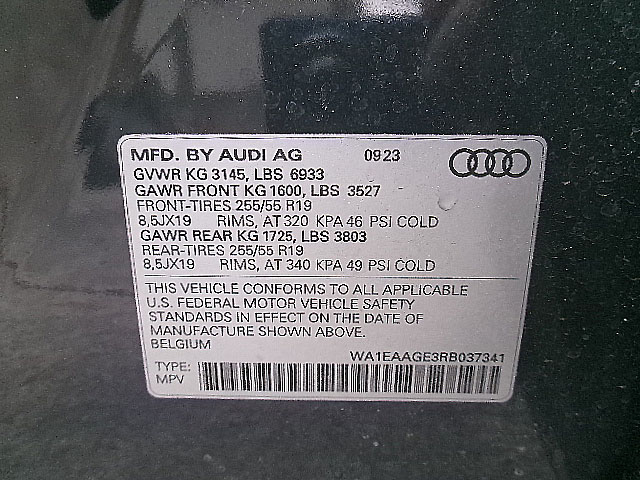 MFD. BY AUDI AG 09 23
GVWR KG 3145, LBS 6933
GAWR FRONT KG 1600, LBS 3527
FRONT-TIRES 255/55 R19
8,5JX19 RIMS, AT 320 KPA 46 PSI COLD
GAWR REAR KG 1725, LBS 3803
REAR-TIRES 255/55 R19
8,5JX19 RIMS, AT 340 KPA 49 PSI COLD
THIS VEHICLE CONFORMS TO ALL APPLICABLE
U.S. FEDERAL MOTOR VEHICLE SAFETY
STANDARDS IN EFFECT ON THE DATE OF
MANUFACTURE SHOWN ABOVE.
BELGIUM
WA1EAAGE3RB037341
TYPE:
MPV